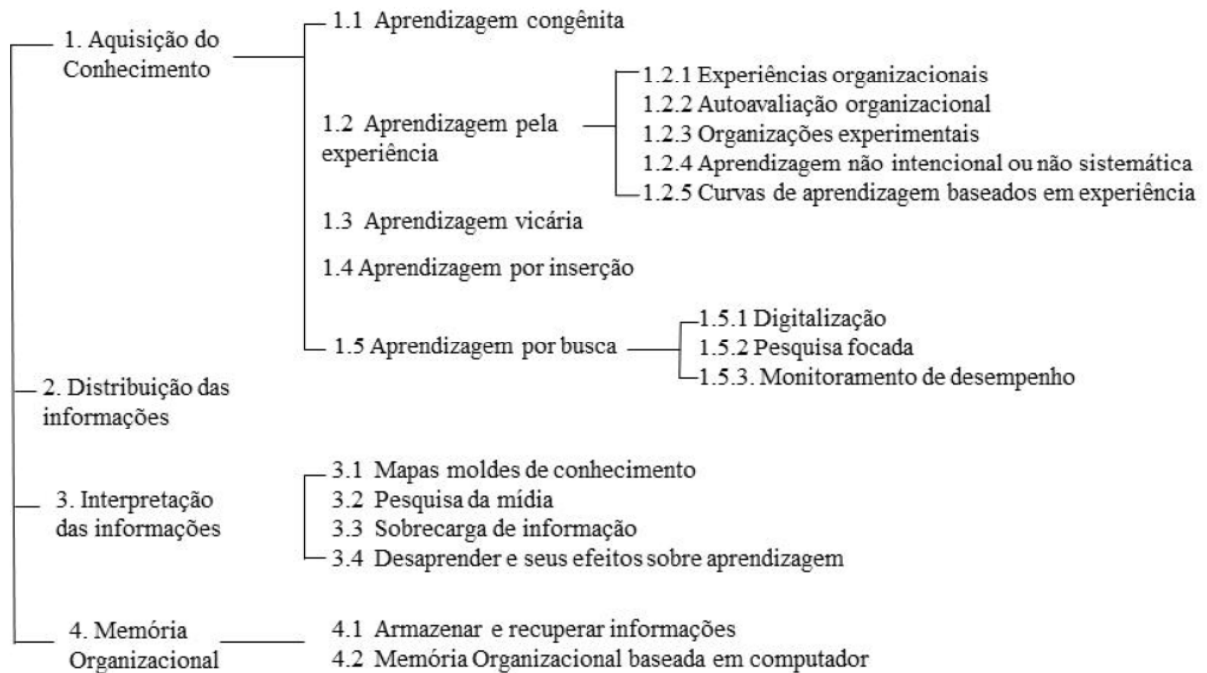 1. Aquisição do
Conhecimento
1.1 Aprendizagem congênita
1.2 Aprendizagem pela
experiência
1.2.1 Experiências organizacionais
1.2.2 Autoavaliação organizacional
1.2.3 Organizações experimentais
1.2.4 Aprendizagem não intencional ou não sistemática
1.2.5 Curvas de aprendizagem baseados em experiência
1.3 Aprendizagem vicária
1.4 Aprendizagem por inserção
1.5 Aprendizagem por busca
1.5.1 Digitalização
1.5.2 Pesquisa focada
1.5.3. Monitoramento de desempenho
2. Distribuição das
informações
3. Interpretação
das informações
3.1 Mapas moldes de conhecimento
3.2 Pesquisa da mídia
3.3 Sobrecarga de informação
3.4 Desaprender e seus efeitos sobre aprendizagem
4. Memória
Organizacional
4.1 Armazenar e recuperar informações
4.2 Memória Organizacional baseada em computador